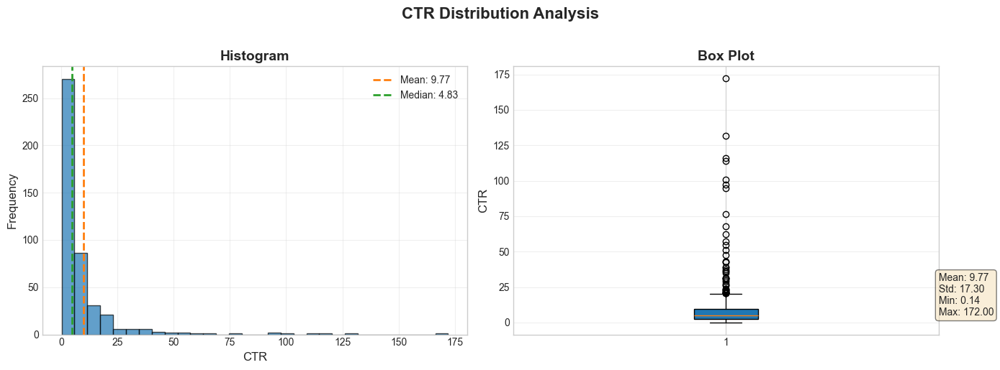 CTR Distribution Analysis
Histogram
Mean: 9.77
Median: 4.83
Frequency
250
200
150
100
50
0
0
25
50
75
100
125
150
175
CTR
Box Plot
CTR
175
150
125
100
75
50
25
0
1
Mean: 9.77
Std: 17.30
Min: 0.14
Max: 172.00